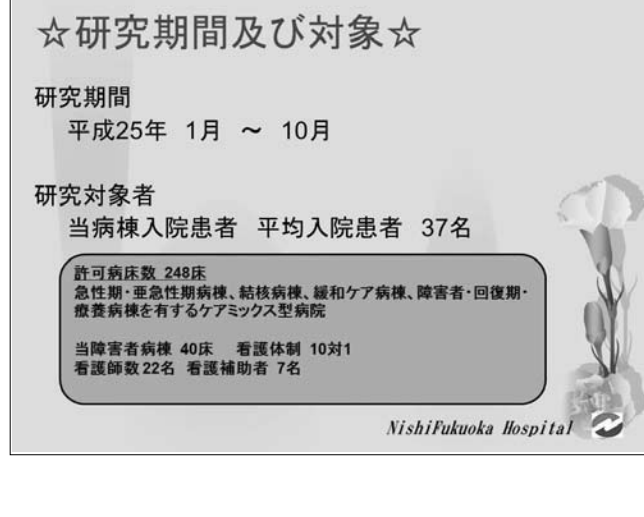 ☆研究期間及び対象☆
研究期間
平成25年 1月 ～ 10月
研究対象者
当病棟入院患者 平均入院患者 37名
許可病床数 248床
急性期・亜急性期病棟、結核病棟、緩和ケア病棟、障害者・回復期・
療養病棟を有するケアミックス型病院
当障害者病棟 40床 看護体制 10対1
看護師数22名 看護補助者 7名
NishiFukuoka Hospital